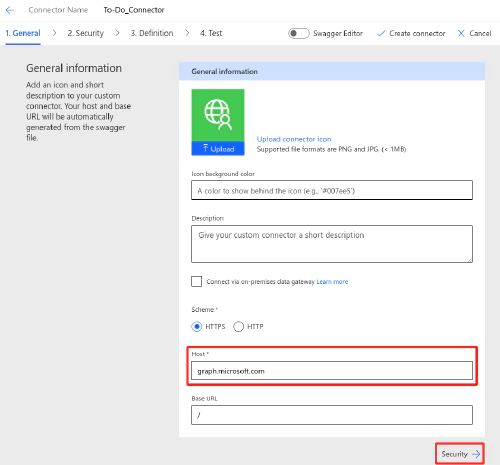 Connector Name To-Do_Connector
1. General > 2. Security > 3. Definition > 4. Test Swagger Editor Create connector Cancel
General information
Add an icon and short
description to your custom
connector. Your host and base
URL will be automatically
generated from the swagger
file.
General information
Upload
Upload connector icon
Supported file formats are PNG and JPG. (< 1MB)
Icon background color
A color to show behind the icon (e.g., '#007ee5')
Description
Give your custom connector a short description
Connect via on-premises data gateway Learn more
Scheme *
HTTPS HTTP
Host *
graph.microsoft.com
Base URL
/
Security